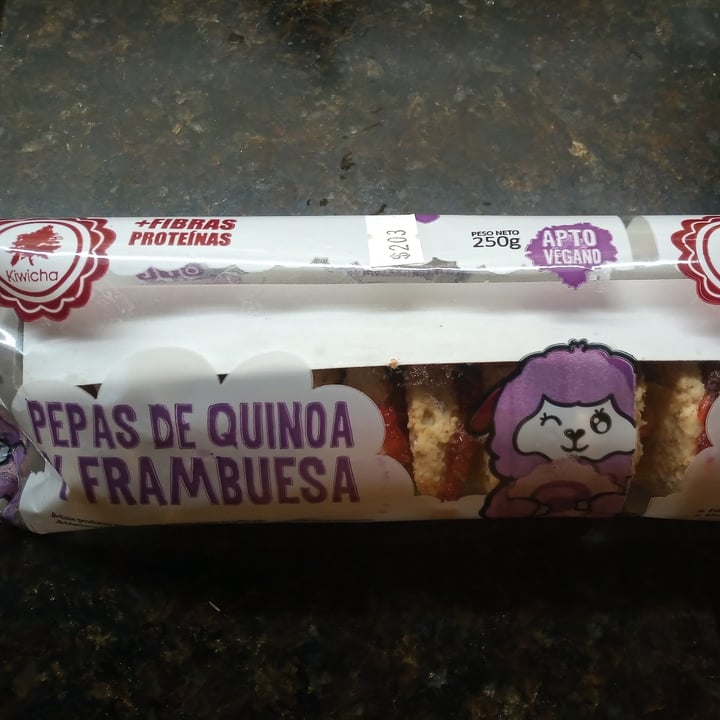 Kiwicha
+FIBRAS
PROTEÍNAS
$203
PESO NETO
250g
APTO
VEGANO
PEPAS DE QUINOA
Y FRAMBUESA